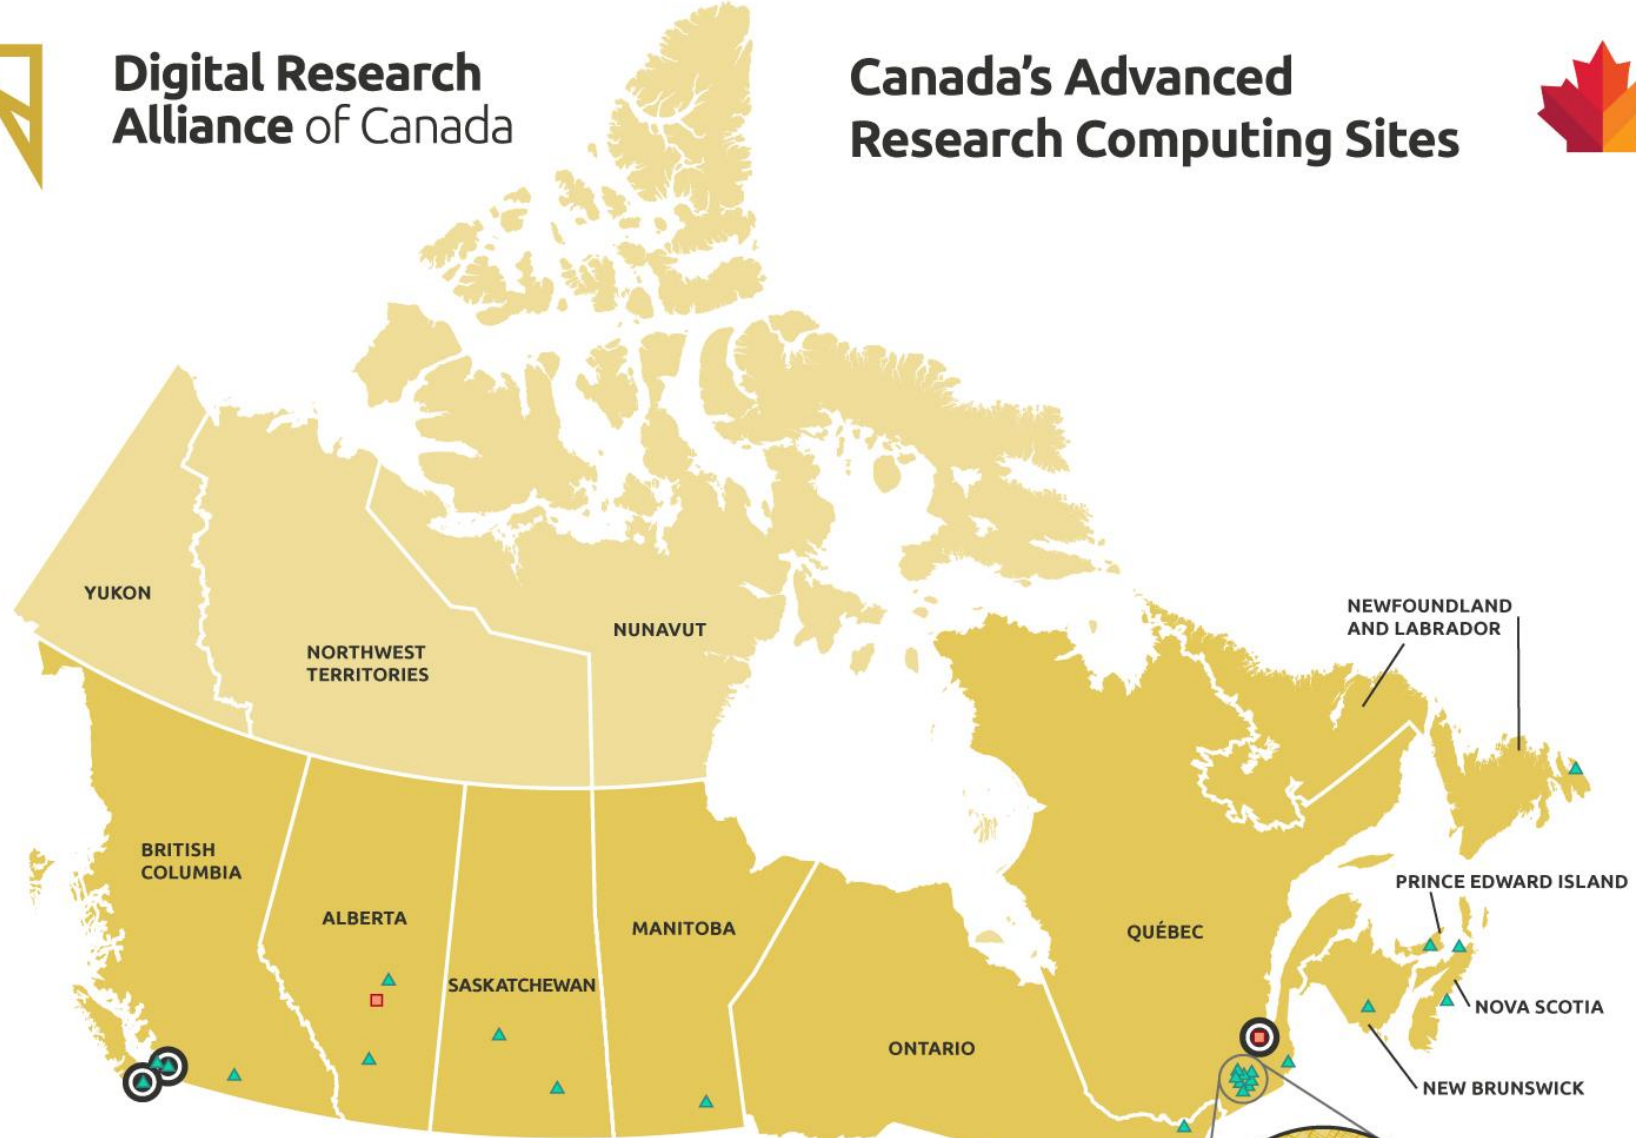 Digital Research
Alliance of Canada
Canada's Advanced
Research Computing Sites
YUKON
NORTHWEST
TERRITORIES
NUNAVUT
NEWFOUNDLAND
AND LABRADOR
BRITISH
COLUMBIA
ALBERTA
SASKATCHEWAN
MANITOBA
ONTARIO
QUÉBEC
PRINCE EDWARD ISLAND
NOVA SCOTIA
NEW BRUNSWICK